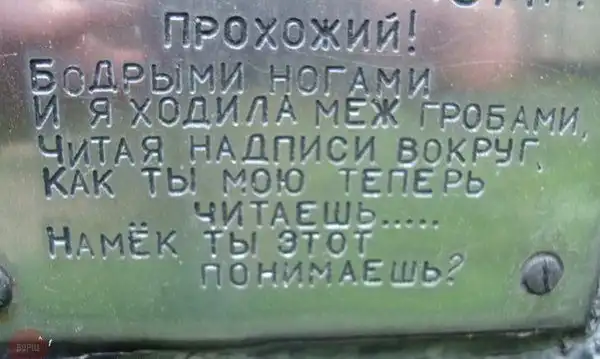 ПРОХОЖИЙ!
БОДРЫМИ НОГАМИ
И Я ХОДИЛА МЕЖ ГРОБАМИ,
ЧИТАЯ НАДПИСИ ВОКРУГ,
КАК ТЫ МОЮ ТЕПЕРЬ
ЧИТАЕШЬ.....
НАМЁК ТЫ ЭТОТ
ПОНИМАЕШЬ?